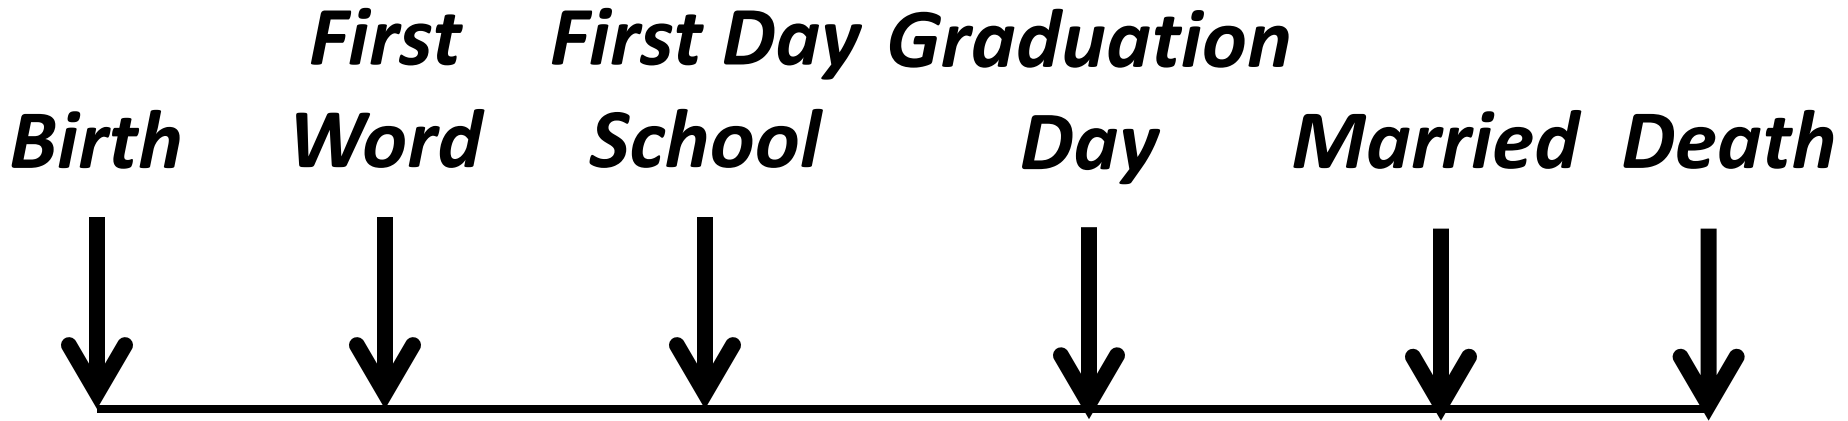 Birth
First
Word
First Day
School
Graduation
Day
Married
Death